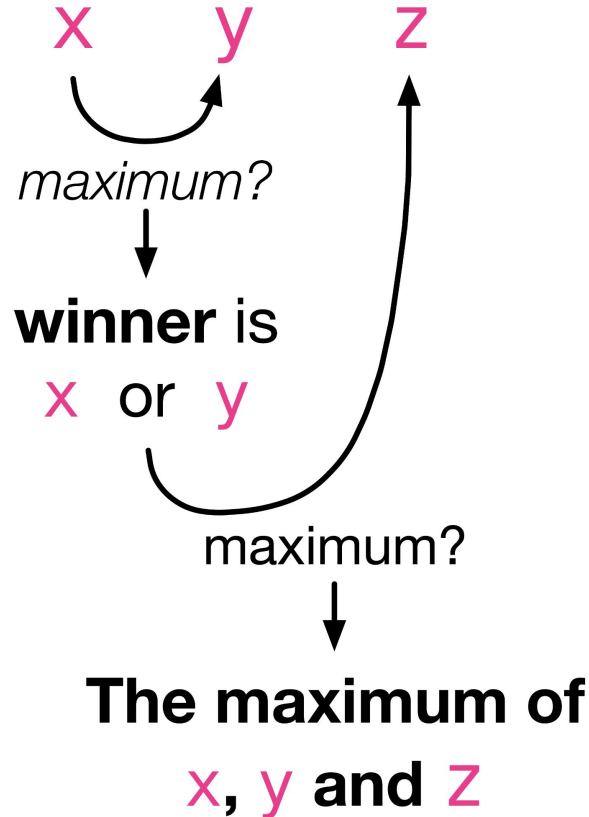 x y z
maximum?
winner is
x or y
maximum?
The maximum of
x, y and z